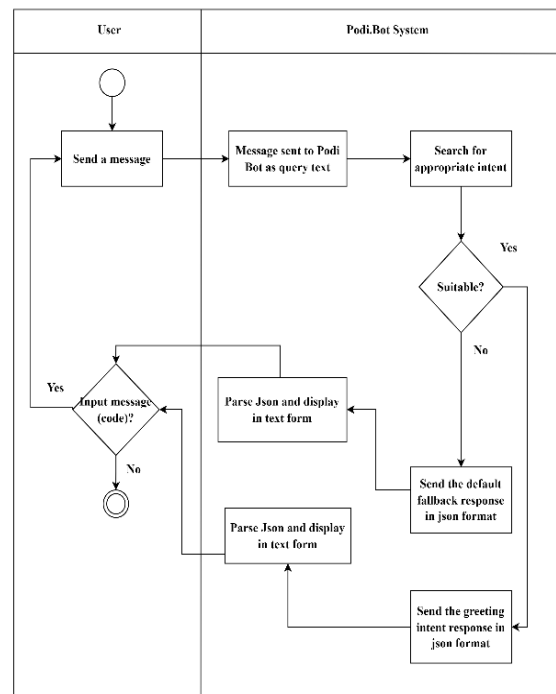 User
Podi.Bot System
Send a message
Message sent to Podi
Bot as query text
Search for
appropriate intent
Yes
Suitable?
No
Yes
Input message
(code)?
No
Parse Json and display
in text form
Send the default
fallback response
in json format
Parse Json and display
in text form
Send the greeting
intent response in
json format